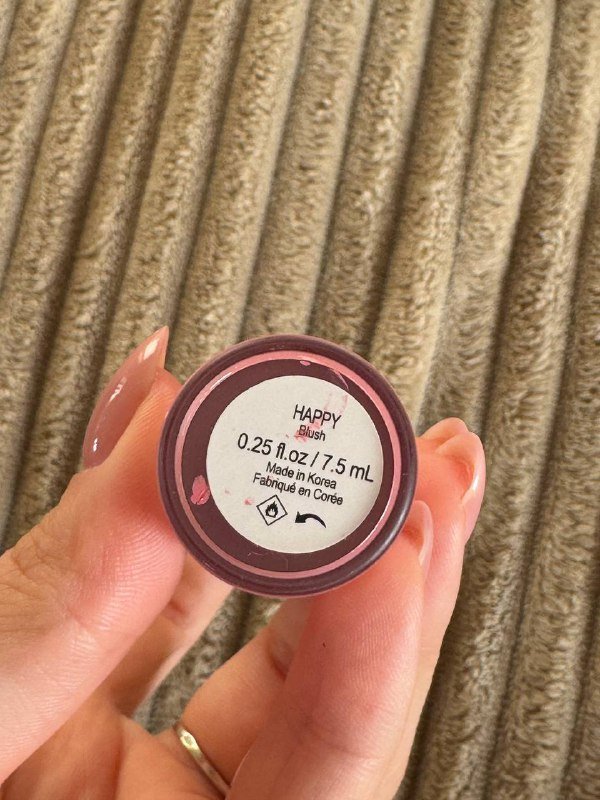 HAPPY
Blush
0.25 fl.oz / 7.5 mL
Made in Korea
Fabriqué en Corée